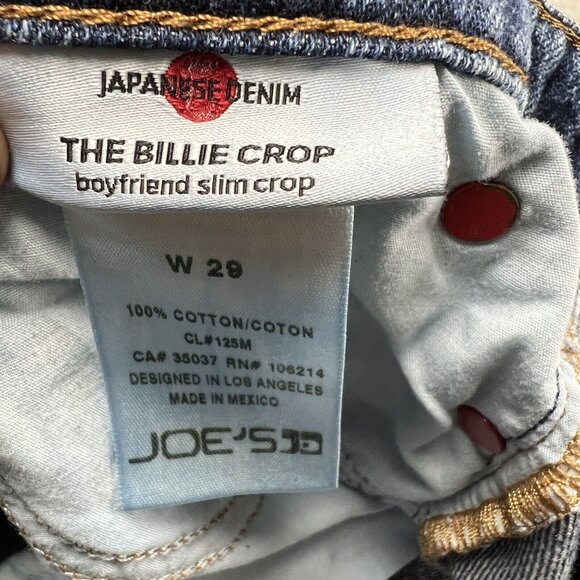 JAPANESE DENIM
THE BILLIE CROP
boyfriend slim crop
W 29
100% COTTON/COTON
CL#125M
CA# 35037 RN# 106214
DESIGNED IN LOS ANGELES
MADE IN MEXICO
JOE'S